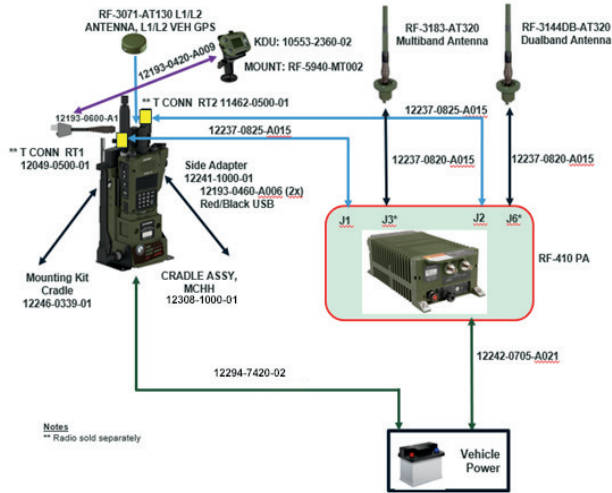 RF-3071-AT130 L1/L2
ANTENNA, L1/L2 VEH GPS
KDU: 10553-2360-02
MOUNT: RF-5940-MT002
RF-3183-AT320
Multiband Antenna
RF-3144DB-AT320
Dualband Antenna
12193-0420-A009
12193-0600-A1
** T CONN RT2 11462-0500-01
12237-0825-A015
12237-0825-A015
** T CONN RT1
12049-0500-01
Side Adapter
12241-1000-01
12193-0460-A006 (2x)
Red/Black USB
12237-0820-A015
12237-0820-A015
J1
J3*
J2
J6*
RF-410 PA
Mounting Kit
Cradle
12246-0339-01
CRADLE ASSY,
MCHH
12308-1000-01
12294-7420-02
12242-0705-A021
Notes
** Radio sold separately
Vehicle
Power